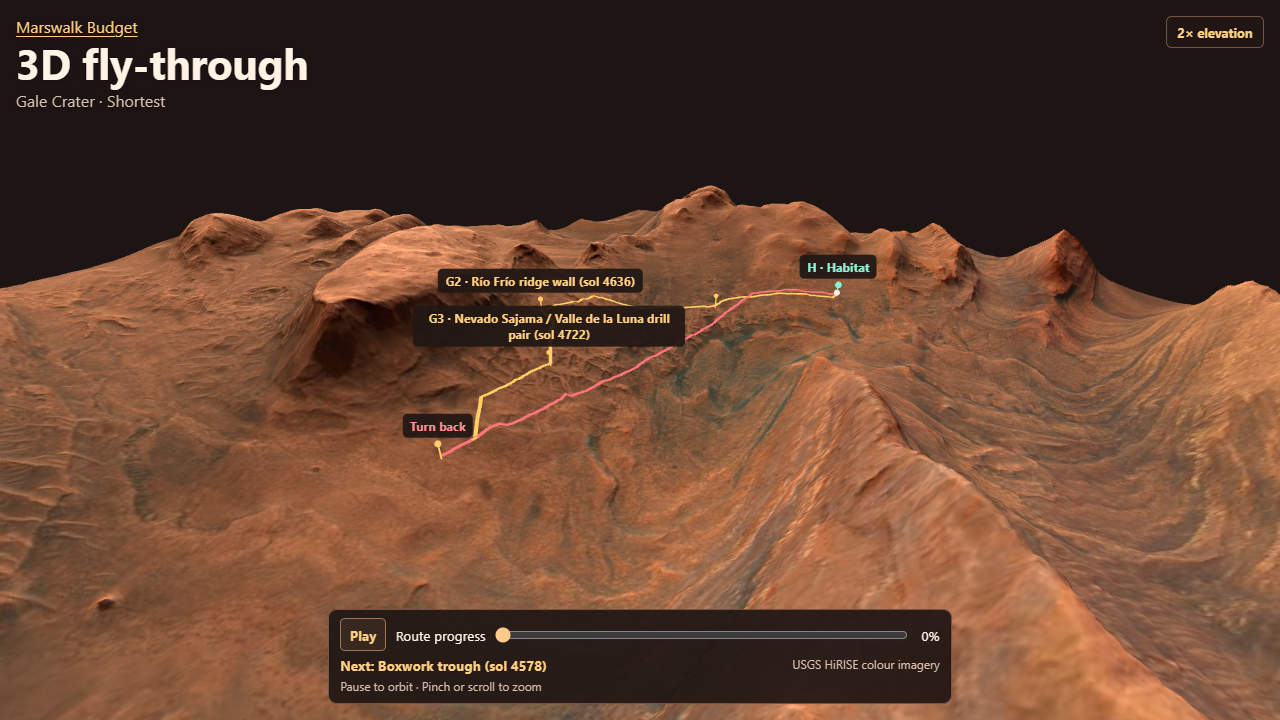 Marswalk Budget
3D fly-through
Gale Crater · Shortest
2× elevation
H · Habitat
G2 · Río Frío ridge wall (sol 4636)
G3 · Nevado Sajama / Valle de la Luna drill
pair (sol 4722)
Turn back
Play
Route progress
0%
Next: Boxwork trough (sol 4578)
USGS HiRISE colour imagery
Pause to orbit · Pinch or scroll to zoom